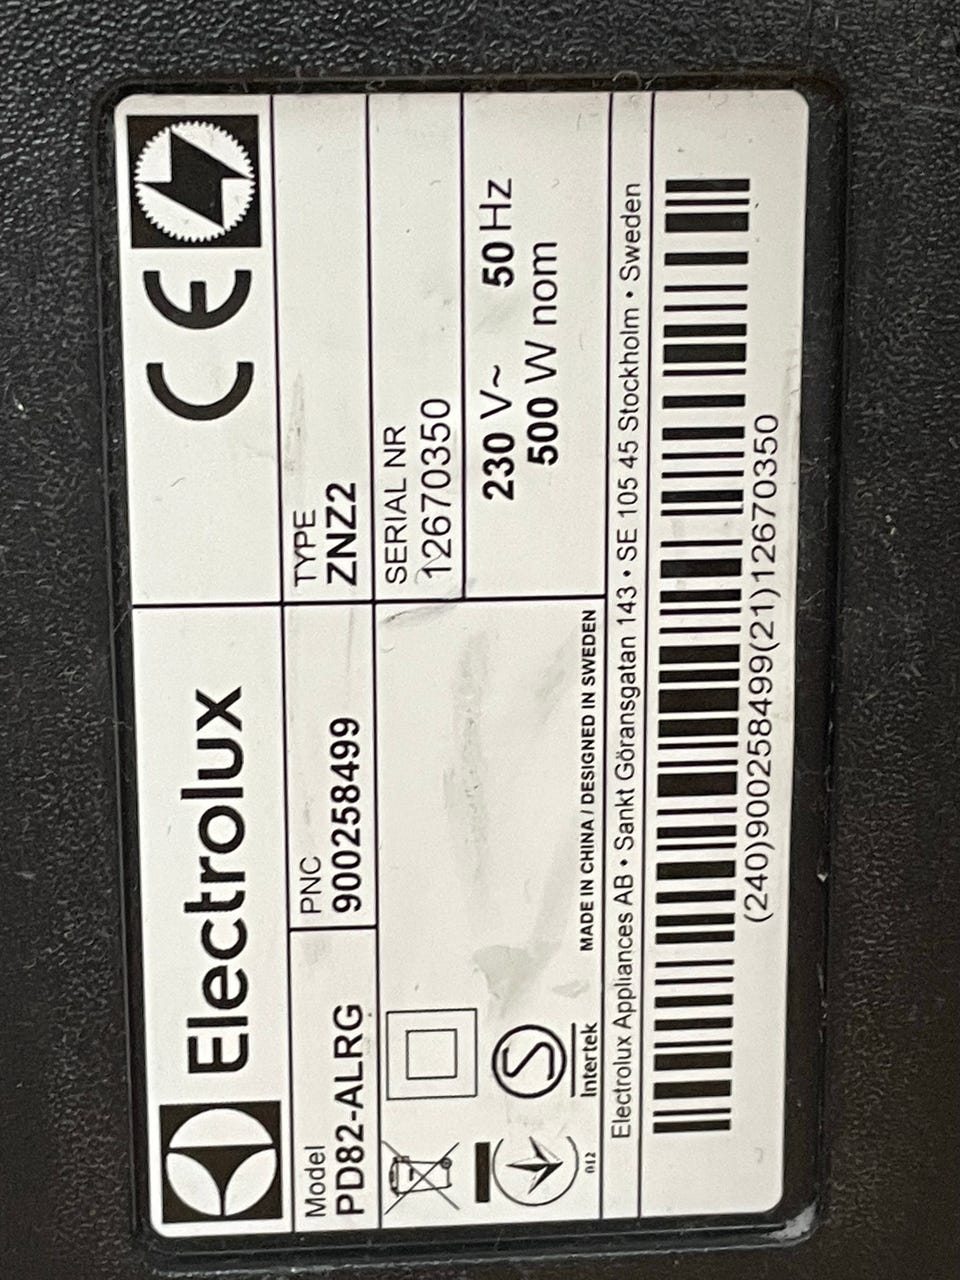 Electrolux
CE
Model
PD82-ALRG
PNC
900258499
TYPE
ZNZ2
SERIAL NR
12670350
230 V~ 50 Hz
500 W nom
012
S
Intertek
MADE IN CHINA / DESIGNED IN SWEDEN
Electrolux Appliances AB • Sankt Göransgatan 143 • SE 105 45 Stockholm • Sweden
(240)900258499(21)12670350